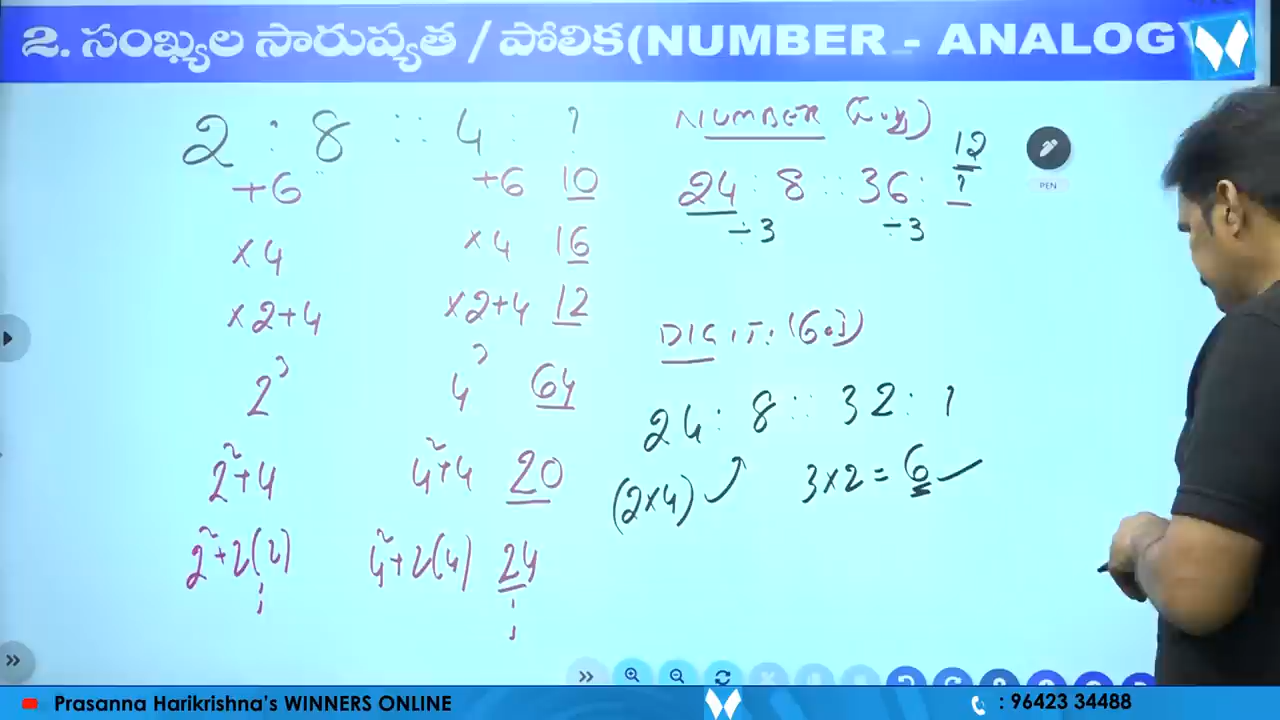 2. సంఖ్యల సారుప్యత / పోలిక(NUMBER - ANALOGY)
2 : 8 :: 4 : ?
+6 +6 10
×4 ×4 16
×2+4 ×2+4 12
2³ 4³ 64
2²+4 4²+4 20
2²+2(2) 4²+2(4) 24
NUMBER (సంఖ్య)
12
24 : 8 :: 36 : ?
÷3 ÷3
PEN
DIGIT:
24 : 8 :: 32 : ?
(2×4) 3×2 = 6
Prasanna Harikrishna's WINNERS ONLINE
: 96423 34488